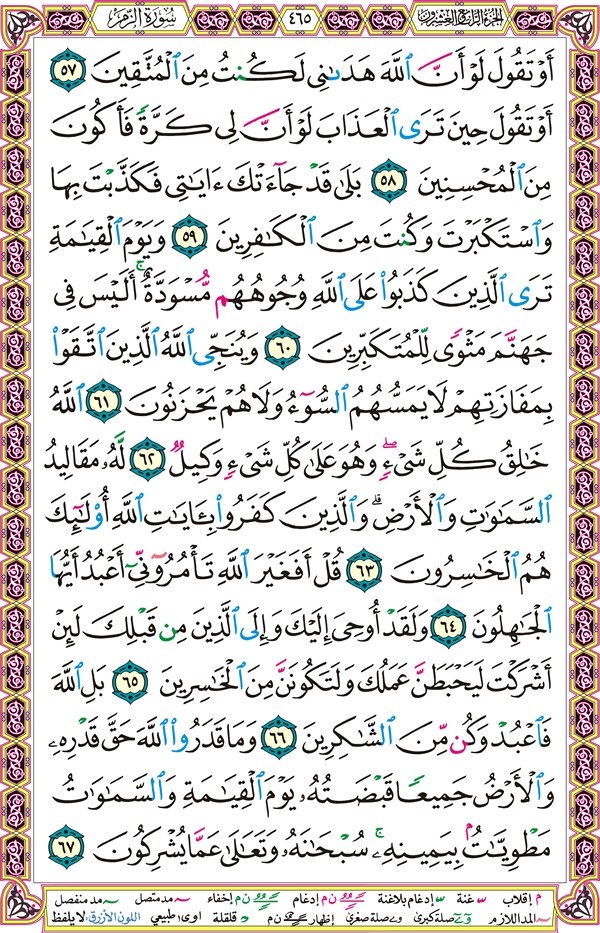 الجزء الرابع والعشرون ٤٦٥ سورة الزمر
أَوْ تَقُولَ لَوْ أَنَّ ٱللَّهَ هَدَىٰنِى لَكُنتُ مِنَ ٱلْمُتَّقِينَ ٥٧
أَوْ تَقُولَ حِينَ تَرَى ٱلْعَذَابَ لَوْ أَنَّ لِى كَرَّةً فَأَكُونَ
مِنَ ٱلْمُحْسِنِينَ ٥٨ بَلَىٰ قَدْ جَآءَتْكَ ءَايَٰتِى فَكَذَّبْتَ بِهَا
وَٱسْتَكْبَرْتَ وَكُنتَ مِنَ ٱلْكَٰفِرِينَ ٥٩ وَيَوْمَ ٱلْقِيَٰمَةِ
تَرَى ٱلَّذِينَ كَذَبُوا۟ عَلَى ٱللَّهِ وُجُوهُهُم مُّسْوَدَّةٌ ۚ أَلَيْسَ فِى
جَهَنَّمَ مَثْوًى لِّلْمُتَكَبِّرِينَ ٦٠ وَيُنَجِّى ٱللَّهُ ٱلَّذِينَ ٱتَّقَوْا۟
بِمَفَازَتِهِمْ لَا يَمَسُّهُمُ ٱلسُّوٓءُ وَلَا هُمْ يَحْزَنُونَ ٦١ ٱللَّهُ
خَٰلِقُ كُلِّ شَىْءٍ ۖ وَهُوَ عَلَىٰ كُلِّ شَىْءٍ وَكِيلٌ ٦٢ لَّهُۥ مَقَالِيدُ
ٱلسَّمَٰوَٰتِ وَٱلْأَرْضِ ۗ وَٱلَّذِينَ كَفَرُوا۟ بِـَٔايَٰتِ ٱللَّهِ أُو۟لَٰٓئِكَ
هُمُ ٱلْخَٰسِرُونَ ٦٣ قُلْ أَفَغَيْرَ ٱللَّهِ تَأْمُرُوٓنِّىٓ أَعْبُدُ أَيُّهَا
ٱلْجَٰهِلُونَ ٦٤ وَلَقَدْ أُوحِىَ إِلَيْكَ وَإِلَى ٱلَّذِينَ مِن قَبْلِكَ لَئِنْ
أَشْرَكْتَ لَيَحْبَطَنَّ عَمَلُكَ وَلَتَكُونَنَّ مِنَ ٱلْخَٰسِرِينَ ٦٥ بَلِ ٱللَّهَ
فَٱعْبُدْ وَكُن مِّنَ ٱلشَّٰكِرِينَ ٦٦ وَمَا قَدَرُوا۟ ٱللَّهَ حَقَّ قَدْرِهِۦ
وَٱلْأَرْضُ جَمِيعًا قَبْضَتُهُۥ يَوْمَ ٱلْقِيَٰمَةِ وَٱلسَّمَٰوَٰتُ
مَطْوِيَّٰتٌۢ بِيَمِينِهِۦ ۚ سُبْحَٰنَهُۥ وَتَعَٰلَىٰ عَمَّا يُشْرِكُونَ ٦٧
م إقلاب غنة إدغام بلاغنة ن م إدغام ن م إخفاء مد متصل مد منفصل
المد اللازم صلة كبرى و ے صلة صغرى إظهار ن م قلقلة اوى طبيعي اللون الأزرق: لا يلفظ